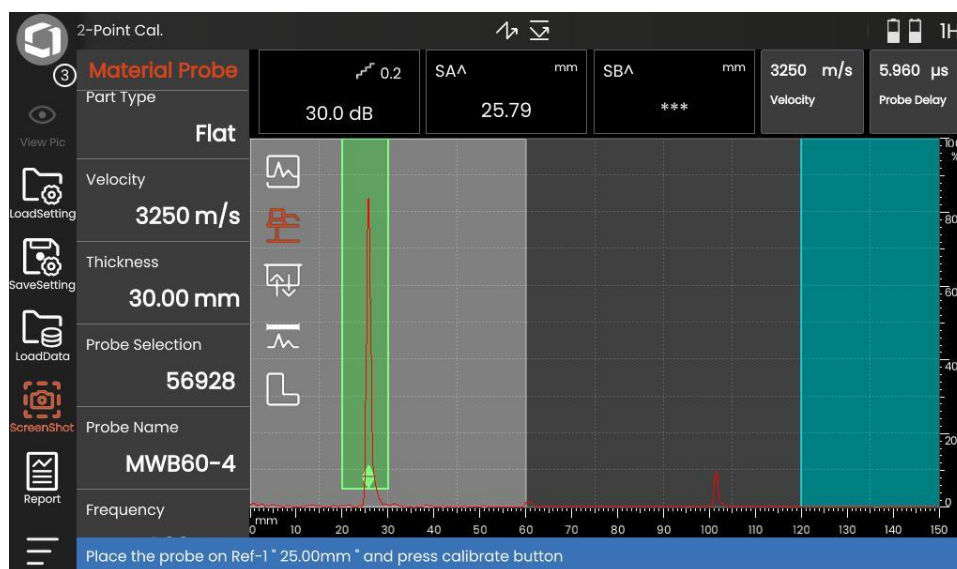 2-Point Cal.
1H
3
Material Probe
View Pic
LoadSetting
SaveSetting
LoadData
ScreenShot
Report
Part Type
Flat
Velocity
3250 m/s
Thickness
30.00 mm
Probe Selection
56928
Probe Name
MWB60-4
Frequency
0.2
30.0 dB
SA^ mm
25.79
SB^ mm
***
3250 m/s
Velocity
5.960 µs
Probe Delay
%
80
60
40
20
0
mm
0 10 20 30 40 50 60 70 80 90 100 110 120 130 140 150
Place the probe on Ref-1 " 25.00mm " and press calibrate button